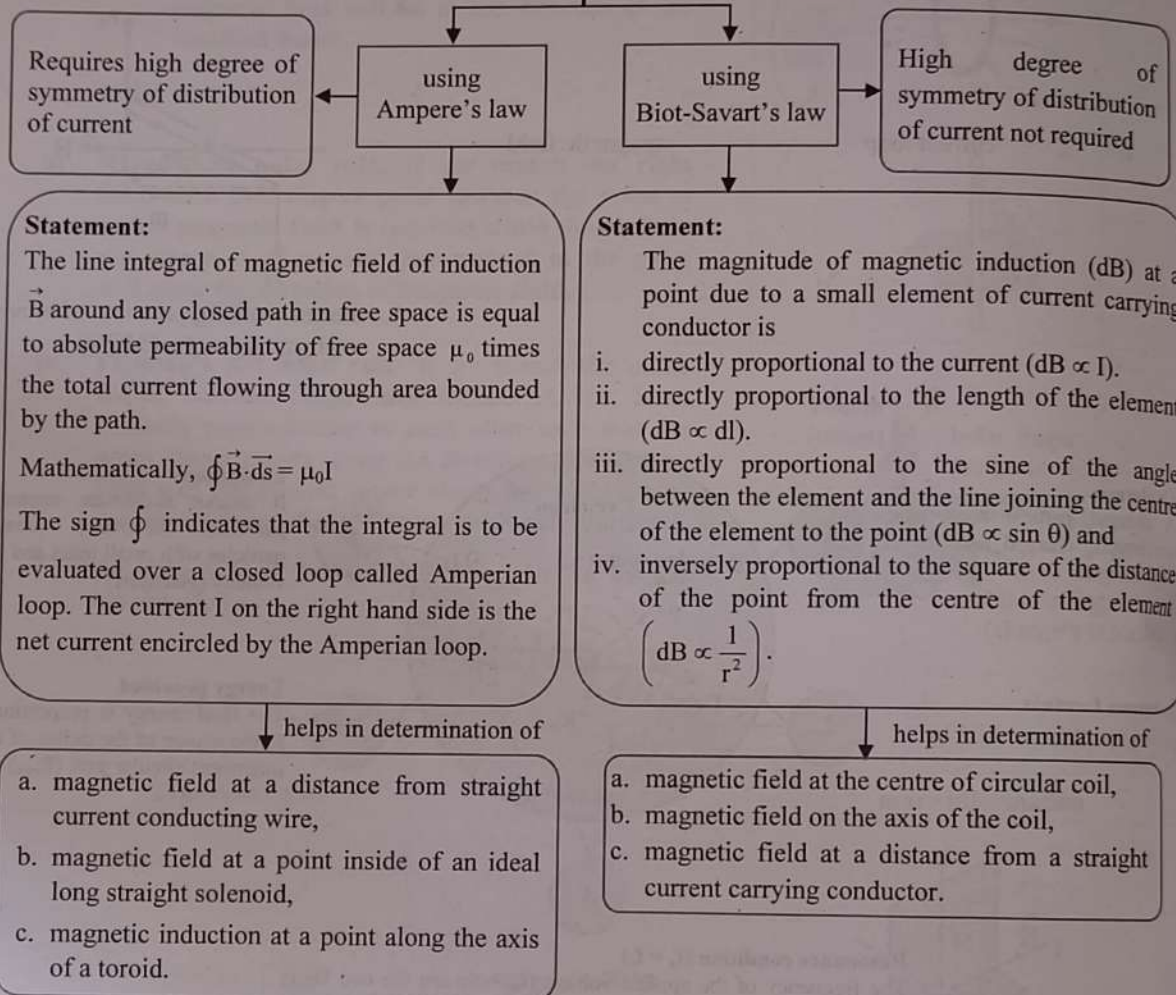 Requires high degree of
symmetry of distribution
of current
using
Ampere's law
using
Biot-Savart's law
High degree of
symmetry of distribution
of current not required
Statement:
The line integral of magnetic field of induction
B⃗ around any closed path in free space is equal
to absolute permeability of free space μ₀ times
the total current flowing through area bounded
by the path.
Mathematically, ∮B⃗·ds⃗ = μ₀I
The sign ∮ indicates that the integral is to be
evaluated over a closed loop called Amperian
loop. The current I on the right hand side is the
net current encircled by the Amperian loop.
helps in determination of
a. magnetic field at a distance from straight
current conducting wire,
b. magnetic field at a point inside of an ideal
long straight solenoid,
c. magnetic induction at a point along the axis
of a toroid.
Statement:
The magnitude of magnetic induction (dB) at a
point due to a small element of current carrying
conductor is
i. directly proportional to the current (dB ∝ I).
ii. directly proportional to the length of the element
(dB ∝ dl).
iii. directly proportional to the sine of the angle
between the element and the line joining the centre
of the element to the point (dB ∝ sin θ) and
iv. inversely proportional to the square of the distance
of the point from the centre of the element
(dB ∝ 1/r²).
helps in determination of
a. magnetic field at the centre of circular coil,
b. magnetic field on the axis of the coil,
c. magnetic field at a distance from a straight
current carrying conductor.